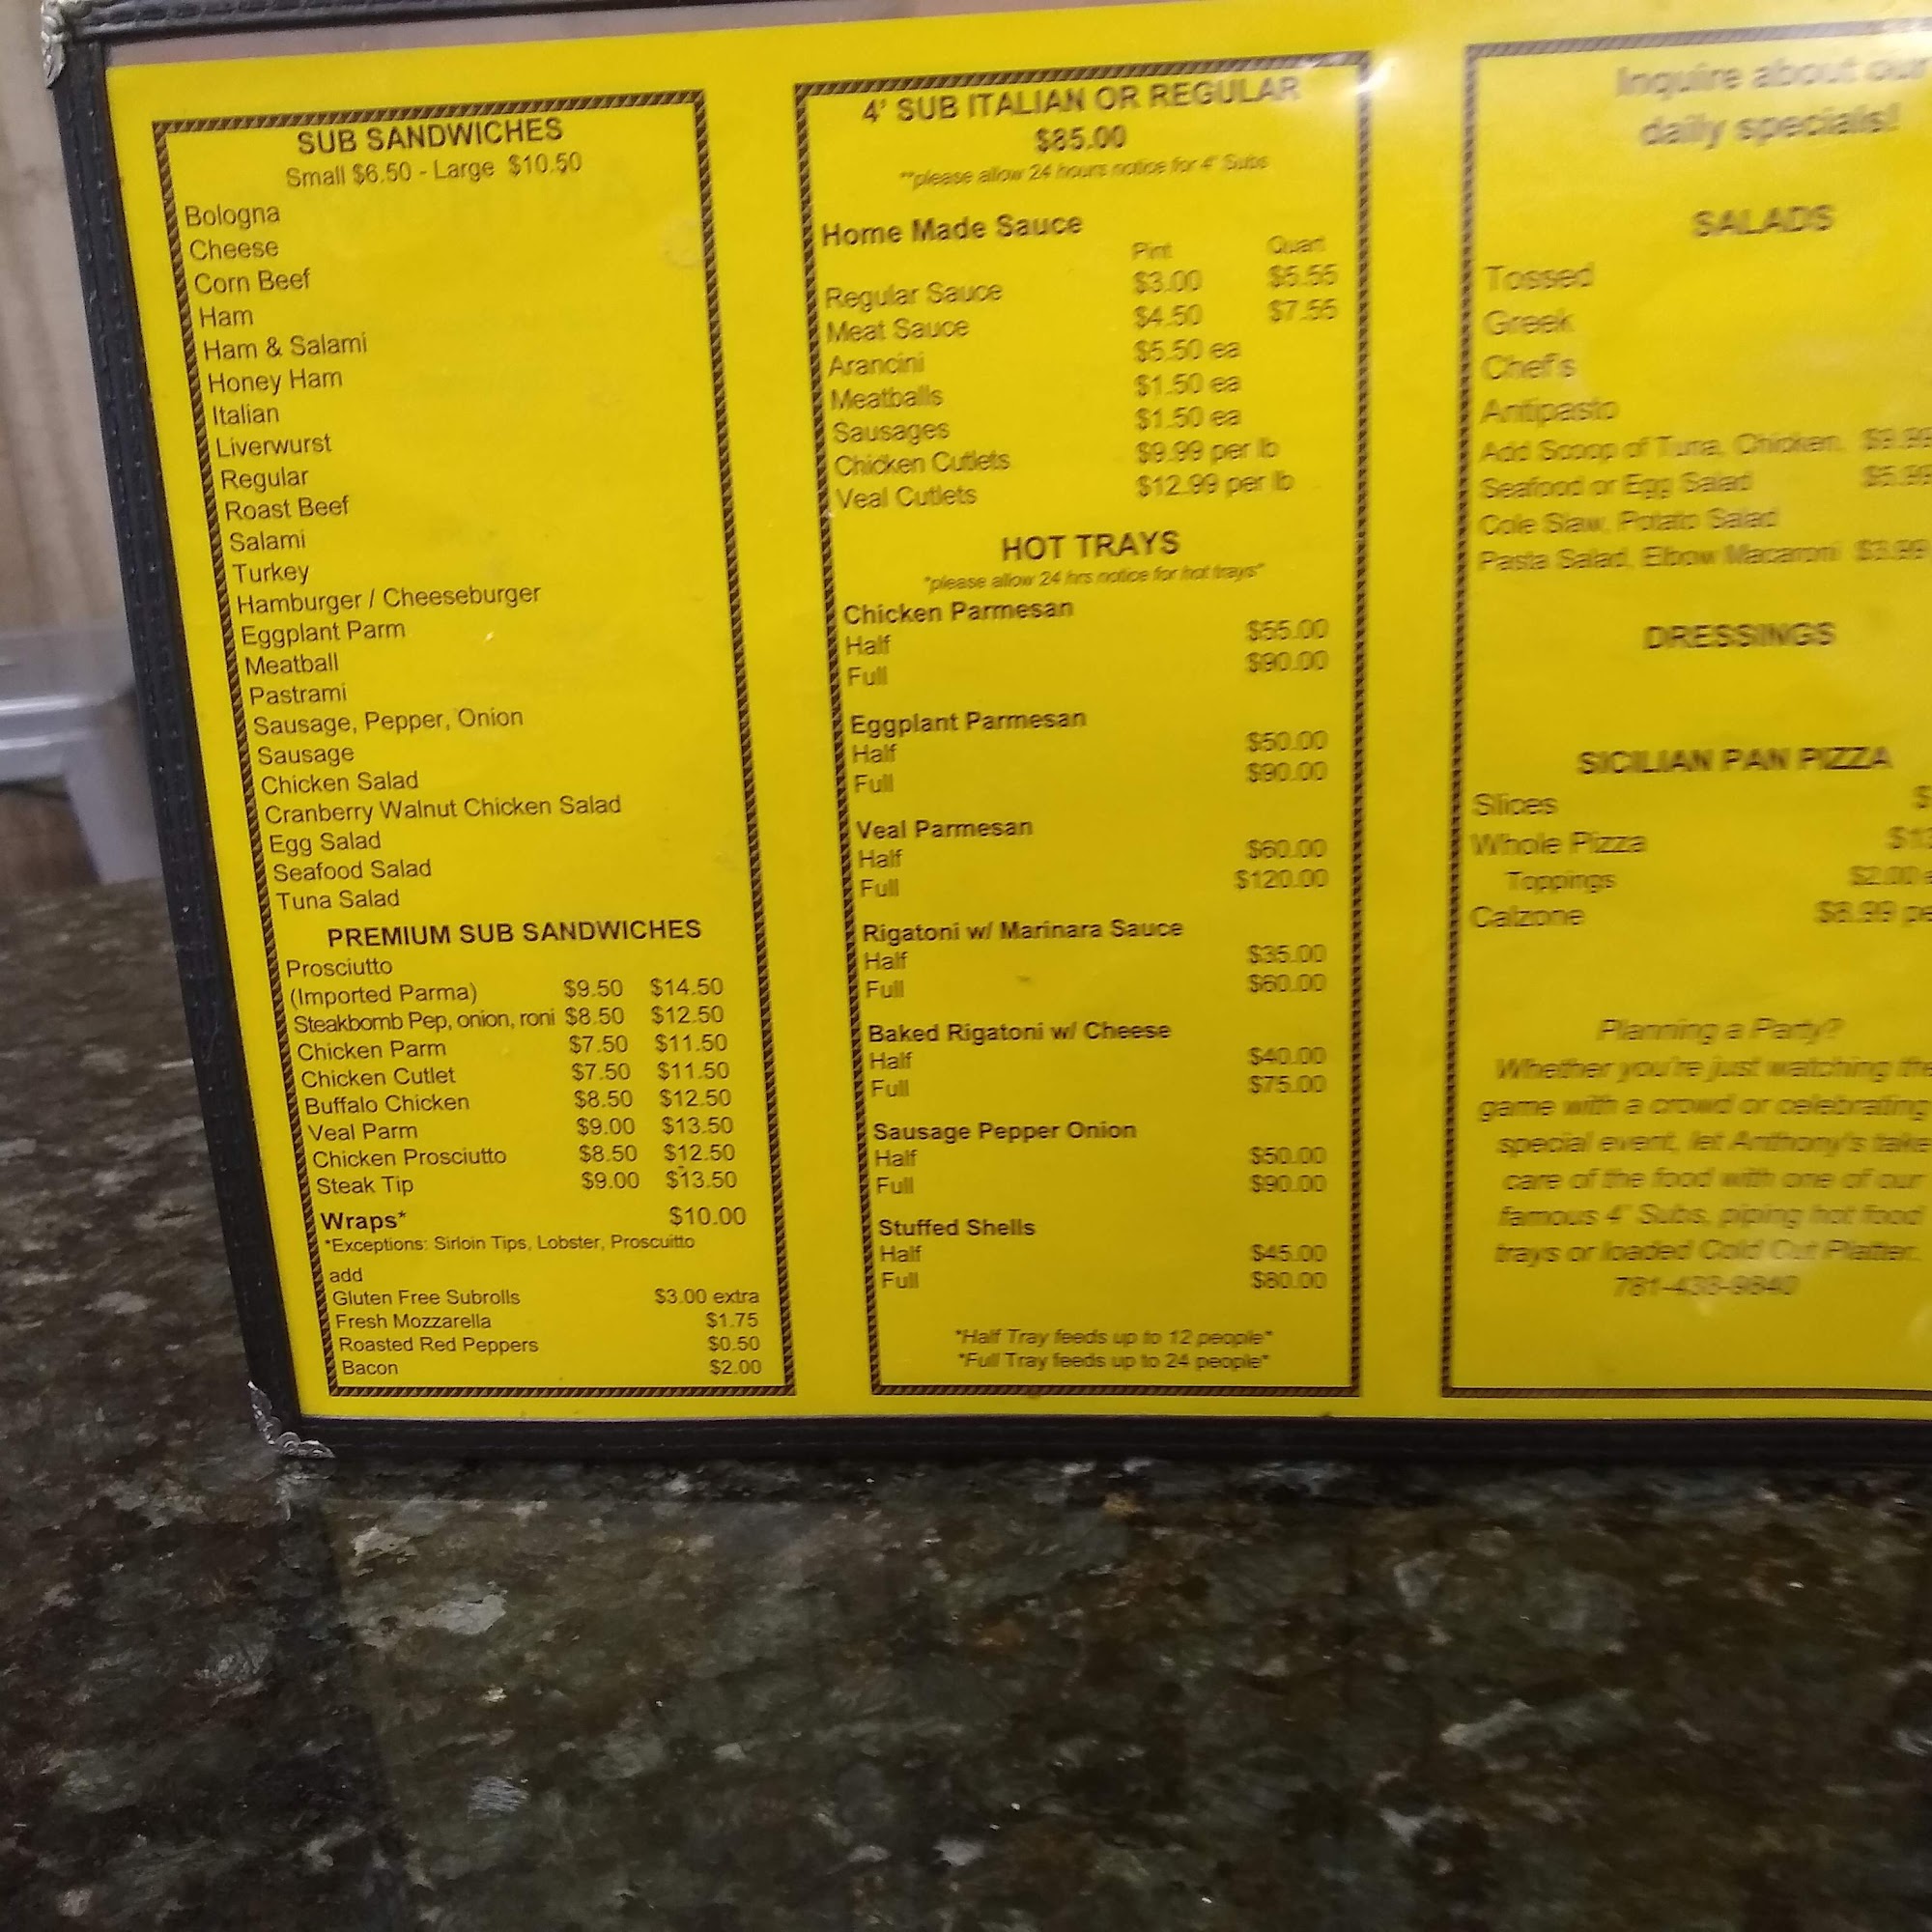 SUB SANDWICHES
Small $6.50 - Large $10.50
Bologna
Cheese
Corn Beef
Ham
Ham & Salami
Honey Ham
Italian
Liverwurst
Regular
Roast Beef
Salami
Turkey
Hamburger / Cheeseburger
Eggplant Parm
Meatball
Pastrami
Sausage, Pepper, Onion
Sausage
Chicken Salad
Cranberry Walnut Chicken Salad
Egg Salad
Seafood Salad
Tuna Salad
PREMIUM SUB SANDWICHES
Prosciutto
(Imported Parma) $9.50 $14.50
Steakbomb Pep, onion, roni $8.50 $12.50
Chicken Parm $7.50 $11.50
Chicken Cutlet $7.50 $11.50
Buffalo Chicken $8.50 $12.50
Veal Parm $9.00 $13.50
Chicken Prosciutto $8.50 $12.50
Steak Tip $9.00 $13.50
Wraps* $10.00
*Exceptions: Sirloin Tips, Lobster, Proscuitto
add
Gluten Free Subrolls $3.00 extra
Fresh Mozzarella $1.75
Roasted Red Peppers $0.50
Bacon $2.00
4' SUB ITALIAN OR REGULAR
$85.00
**please allow 24 hours notice for 4' Subs
Home Made Sauce
Pint Quart
Regular Sauce $3.00 $5.55
Meat Sauce $4.50 $7.55
Arancini $5.50 ea
Meatballs $1.50 ea
Sausages $1.50 ea
Chicken Cutlets $9.99 per lb
Veal Cutlets $12.99 per lb
HOT TRAYS
*please allow 24 hrs notice for hot trays*
Chicken Parmesan
Half $55.00
Full $90.00
Eggplant Parmesan
Half $50.00
Full $90.00
Veal Parmesan
Half $60.00
Full $120.00
Rigatoni w/ Marinara Sauce
Half $35.00
Full $60.00
Baked Rigatoni w/ Cheese
Half $40.00
Full $75.00
Sausage Pepper Onion
Half $50.00
Full $90.00
Stuffed Shells
Half $45.00
Full $80.00
*Half Tray feeds up to 12 people*
*Full Tray feeds up to 24 people*
Inquire about our
daily specials!
SALADS
Tossed
Greek
Chef's
Antipasto
Add Scoop of Tuna, Chicken,
Seafood or Egg Salad
Cole Slaw, Potato Salad
Pasta Salad, Elbow Macaroni
DRESSINGS
SICILIAN PAN PIZZA
Slices
Whole Pizza
Toppings $2.00
Calzone
Planning a Party?
Whether you're just watching the
game with a crowd or celebrating
special event, let Anthony's take
care of the food with one of our
famous 4' Subs, piping hot food
trays or loaded Cold Cut Platter.
781-438-9840